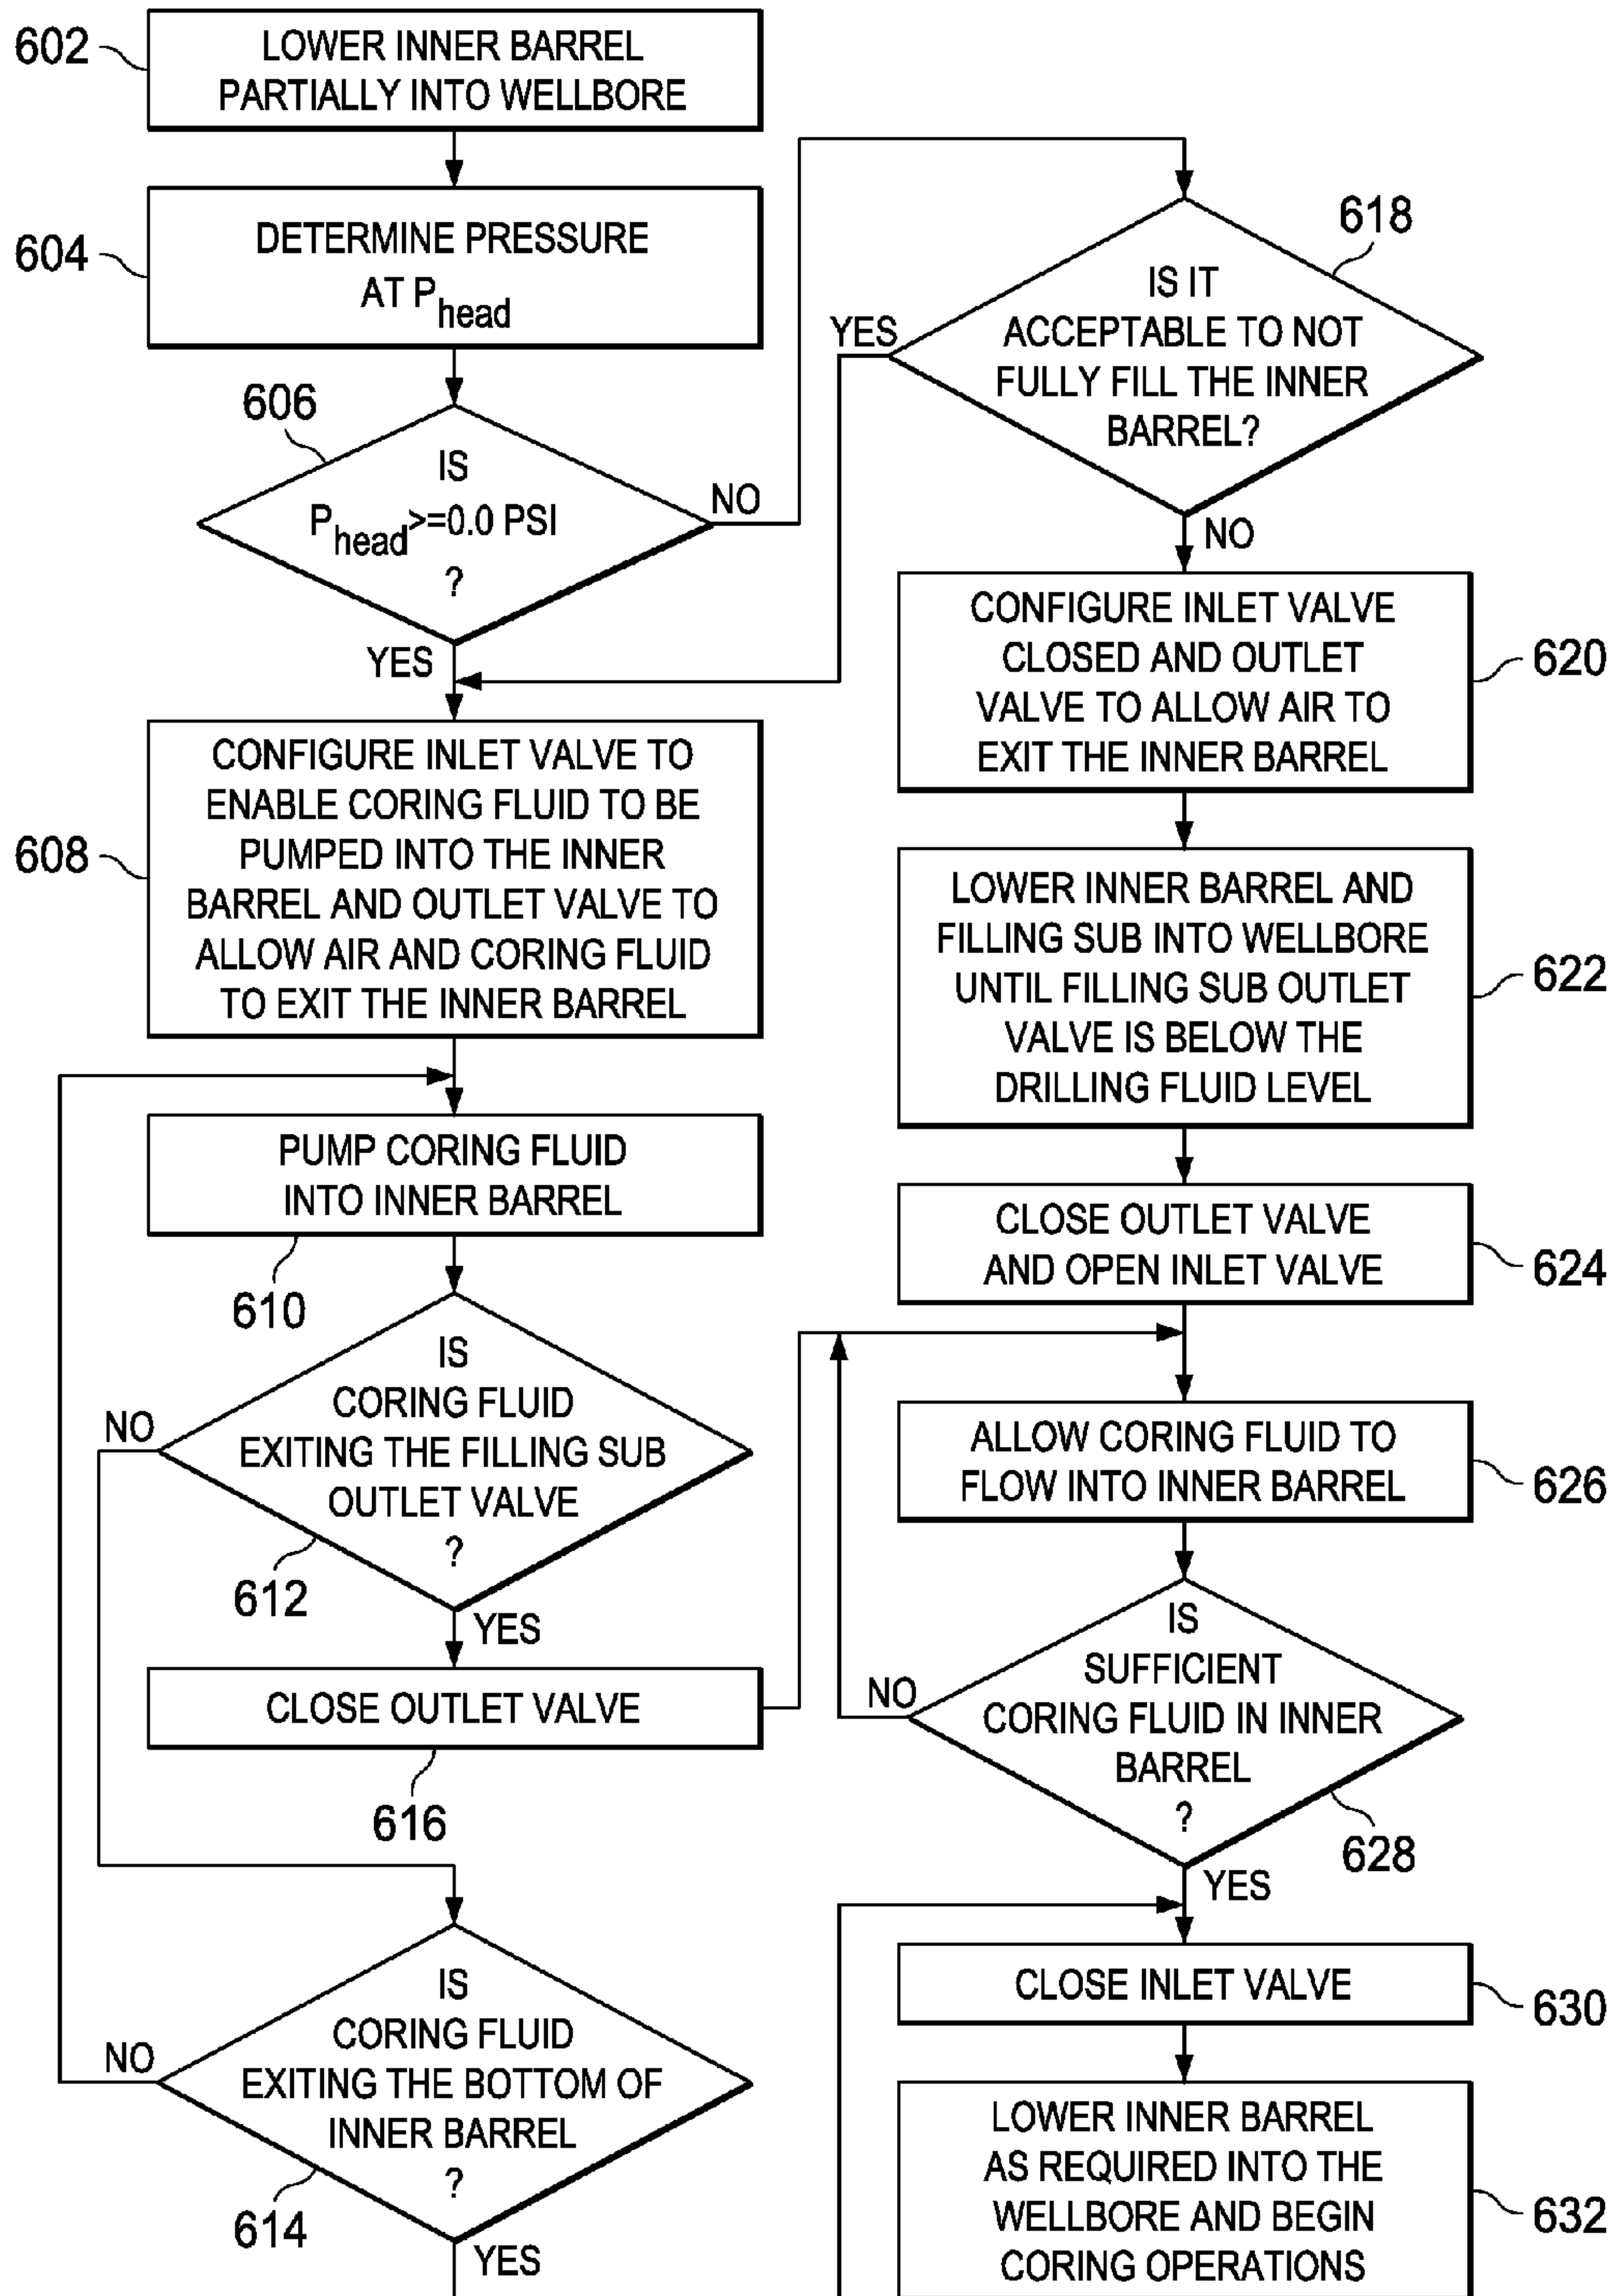 602
LOWER INNER BARREL
PARTIALLY INTO WELLBORE
604
DETERMINE PRESSURE
AT Phead
606
IS
Phead>=0.0 PSI
?
NO
YES
608
CONFIGURE INLET VALVE TO
ENABLE CORING FLUID TO BE
PUMPED INTO THE INNER
BARREL AND OUTLET VALVE TO
ALLOW AIR AND CORING FLUID
TO EXIT THE INNER BARREL
PUMP CORING FLUID
INTO INNER BARREL
610
IS
CORING FLUID
EXITING THE FILLING SUB
OUTLET VALVE
?
NO
612
YES
CLOSE OUTLET VALVE
616
IS
CORING FLUID
EXITING THE BOTTOM OF
INNER BARREL
?
NO
614
YES
618
IS IT
ACCEPTABLE TO NOT
FULLY FILL THE INNER
BARREL?
YES
NO
CONFIGURE INLET VALVE
CLOSED AND OUTLET
VALVE TO ALLOW AIR TO
EXIT THE INNER BARREL
620
LOWER INNER BARREL AND
FILLING SUB INTO WELLBORE
UNTIL FILLING SUB OUTLET
VALVE IS BELOW THE
DRILLING FLUID LEVEL
622
CLOSE OUTLET VALVE
AND OPEN INLET VALVE
624
ALLOW CORING FLUID TO
FLOW INTO INNER BARREL
626
IS
SUFFICIENT
CORING FLUID IN INNER
BARREL
?
NO
628
YES
CLOSE INLET VALVE
630
LOWER INNER BARREL
AS REQUIRED INTO THE
WELLBORE AND BEGIN
CORING OPERATIONS
632